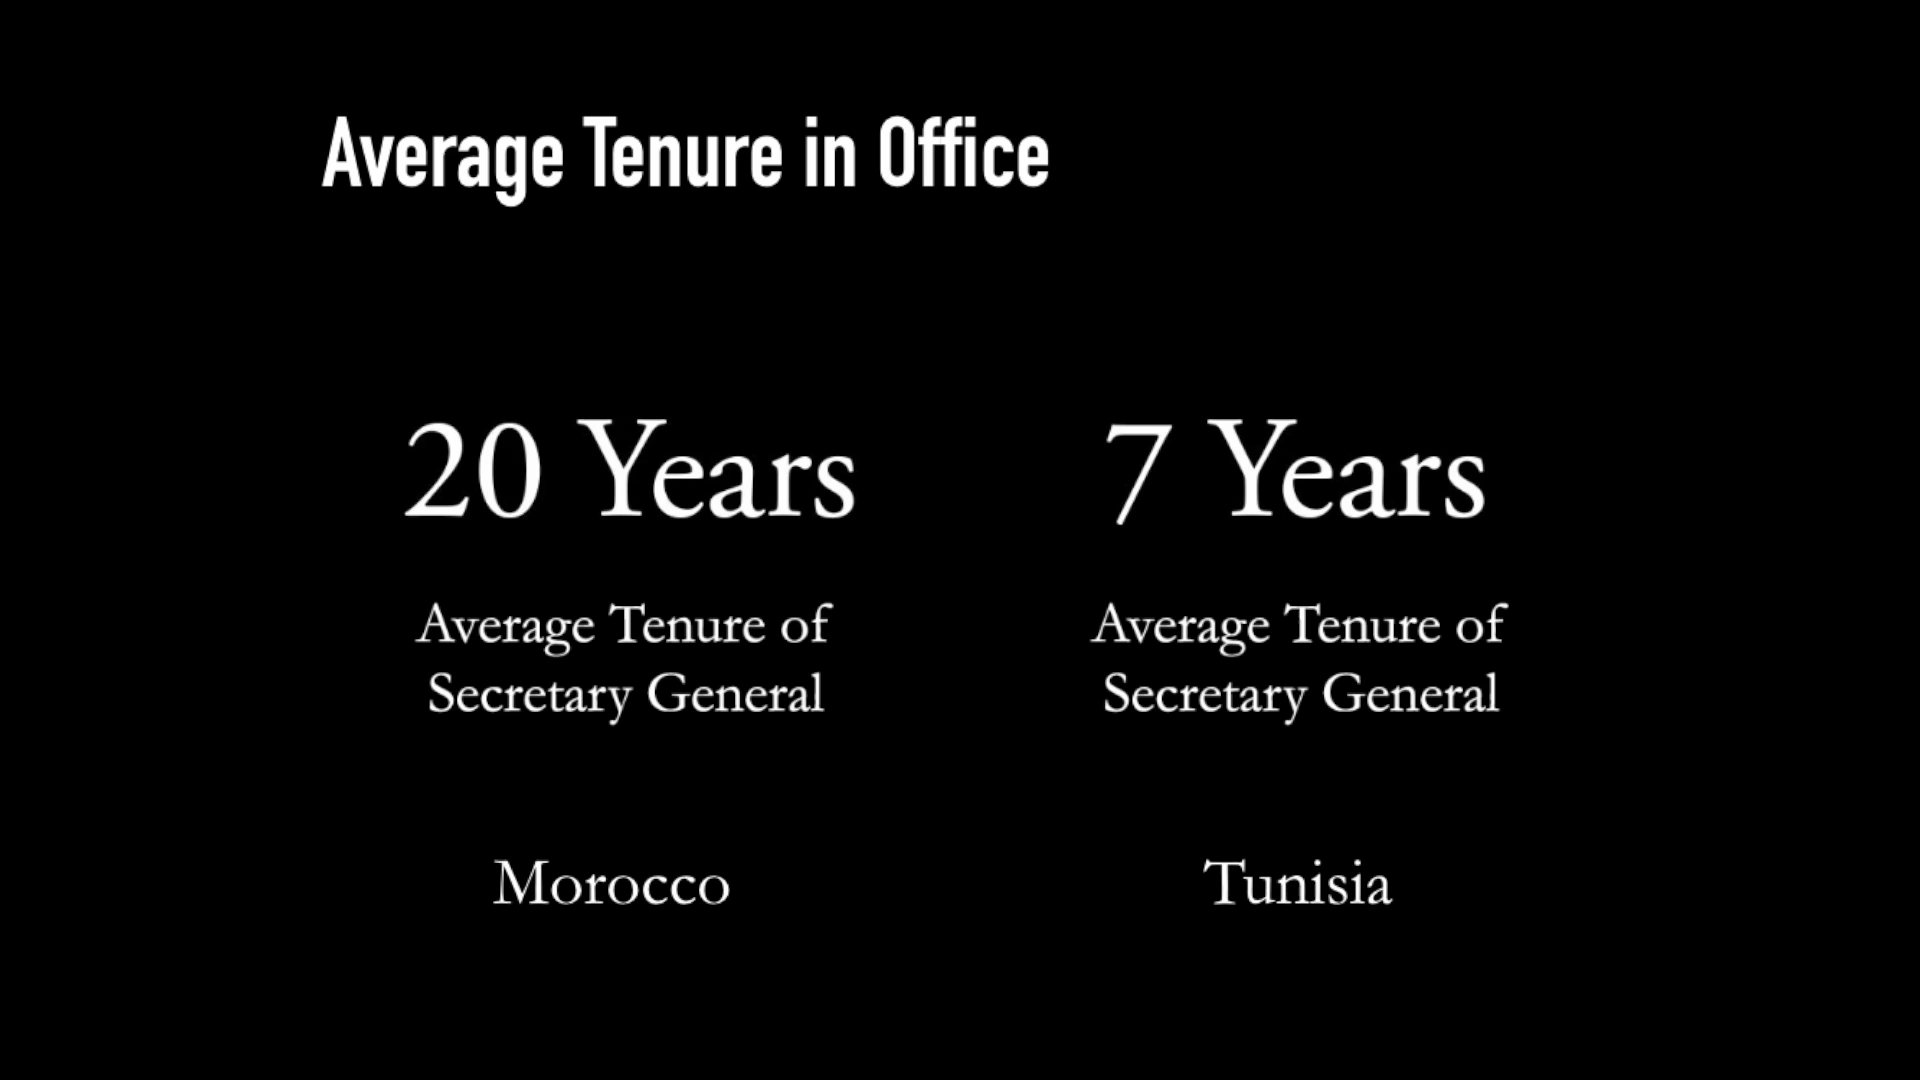 Average Tenure in Office
20 Years
Average Tenure of
Secretary General
Morocco
7 Years
Average Tenure of
Secretary General
Tunisia